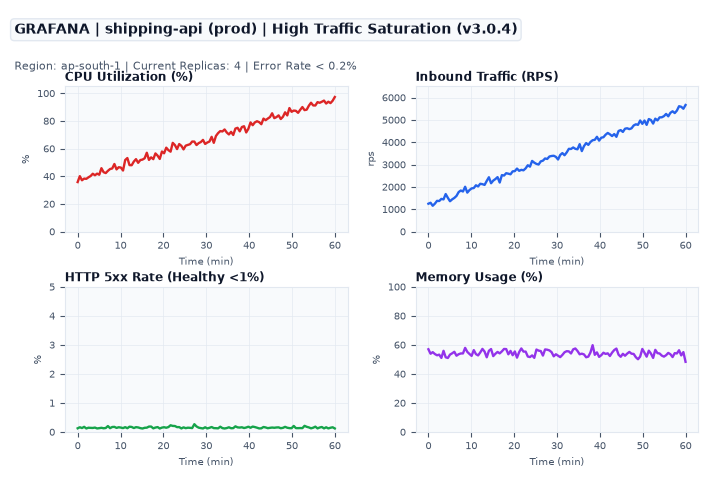 GRAFANA | shipping-api (prod) | High Traffic Saturation (v3.0.4)
Region: ap-south-1 | Current Replicas: 4 | Error Rate < 0.2%
CPU Utilization (%)
100
80
60
40
20
0
%
0 10 20 30 40 50 60
Time (min)
Inbound Traffic (RPS)
6000
5000
4000
3000
2000
1000
0
rps
0 10 20 30 40 50 60
Time (min)
HTTP 5xx Rate (Healthy <1%)
5
4
3
2
1
0
%
0 10 20 30 40 50 60
Time (min)
Memory Usage (%)
100
80
60
40
20
0
%
0 10 20 30 40 50 60
Time (min)